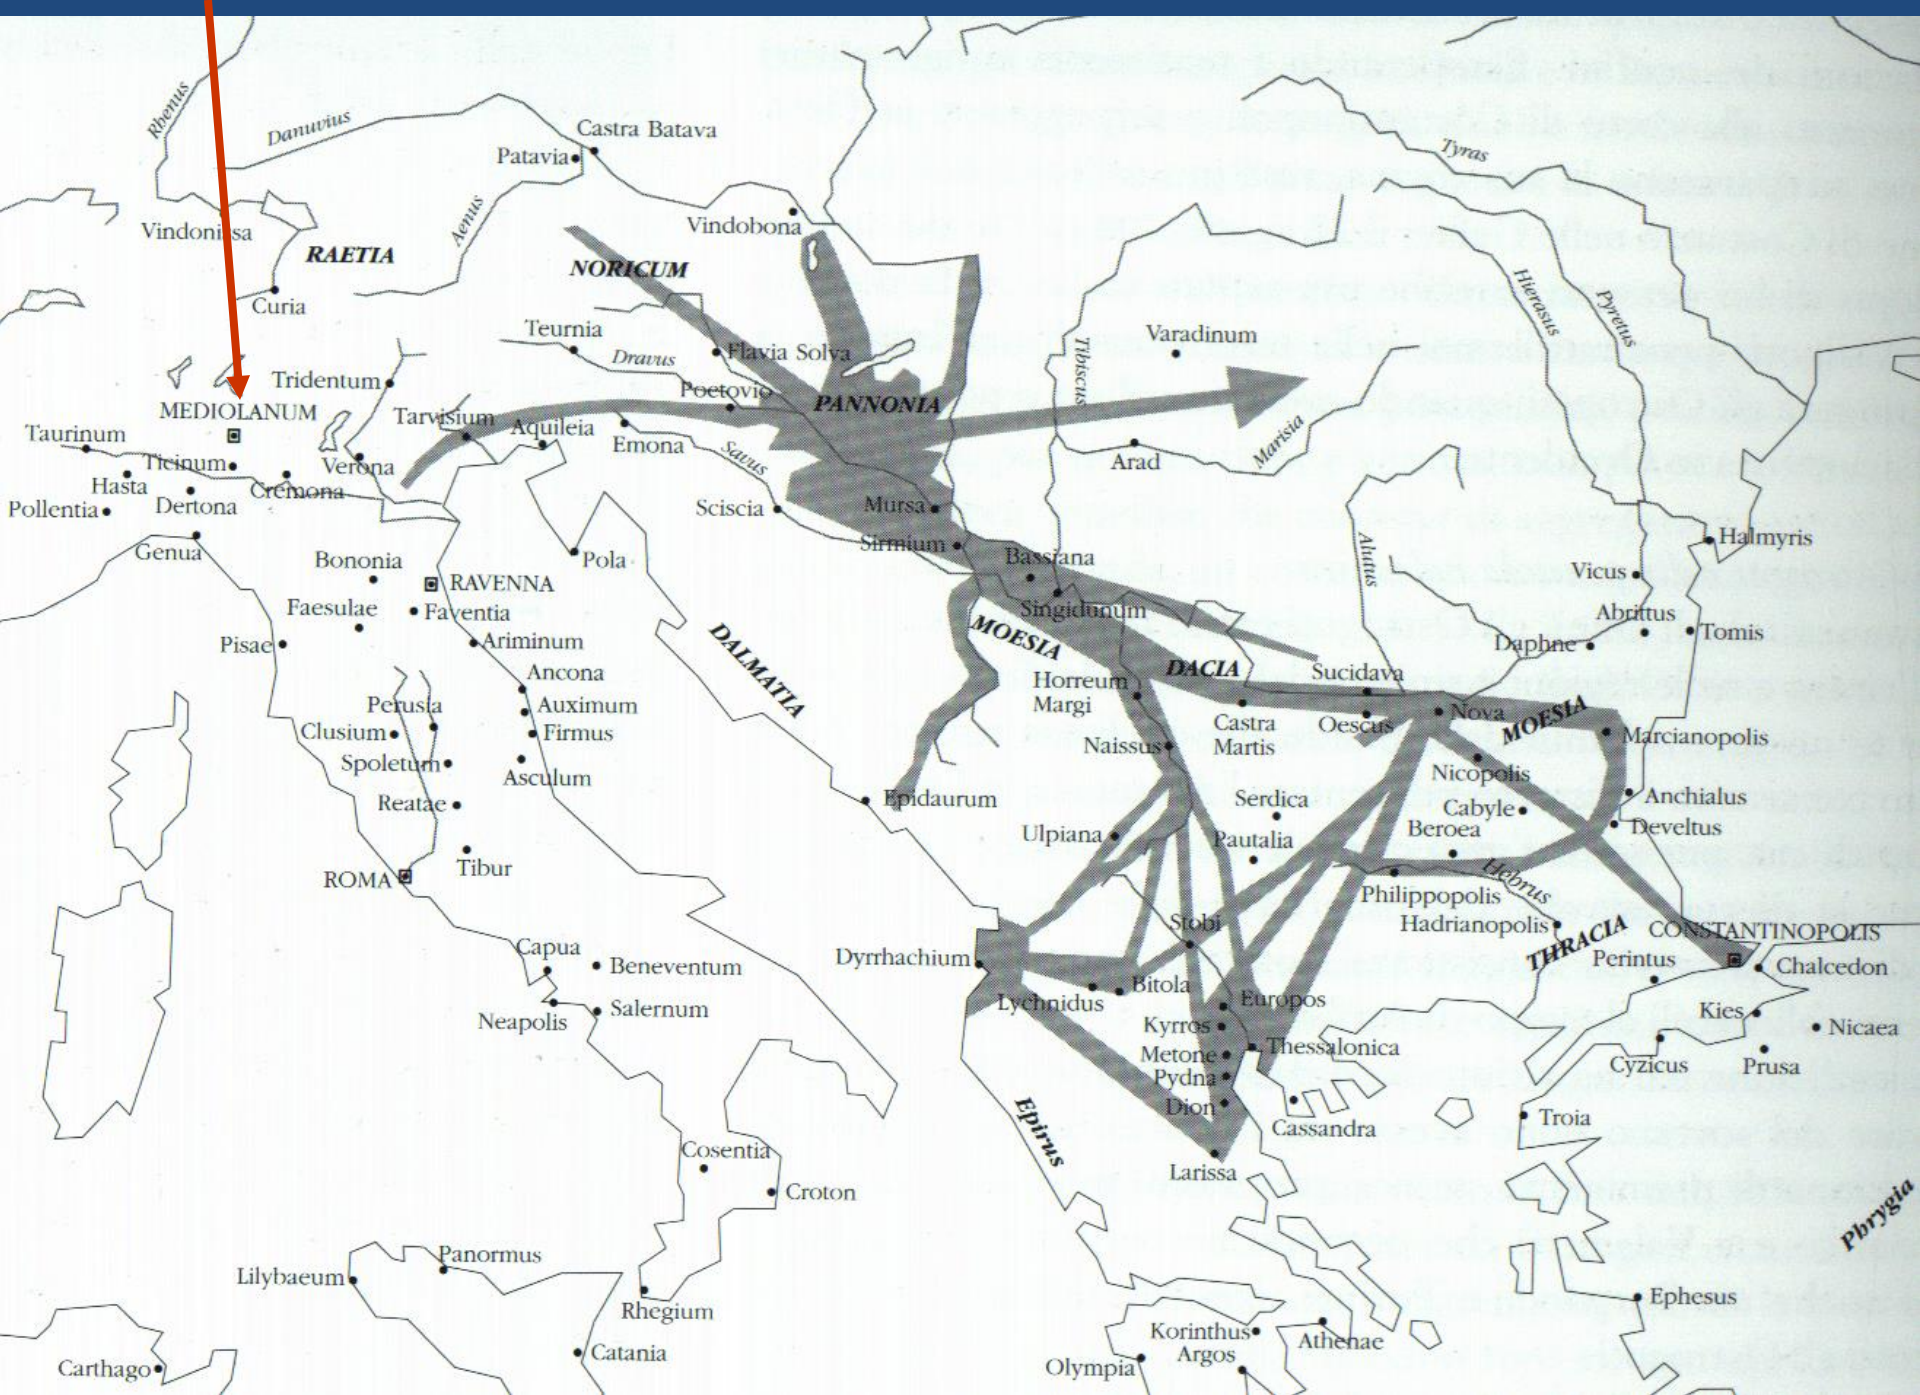 Rhenus
Danuvius
Castra Batava
Patavia
Tyras
Aenus
Vindonissa
Vindobona
RAETIA
NORICUM
Curia
Hierasus
Pyretus
Teurnia
Varadinum
Dravus
Flavia Solva
Tibiscus
Tridentum
Poetovio
PANNONIA
MEDIOLANUM
Tarvisium
Aquileia
Emona
Marisia
Taurinum
Savus
Arad
Ticinum
Verona
Hasta
Cremona
Pollentia
Dertona
Sciscia
Mursa
Genua
Sirmium
Halmyris
Bononia
Pola
Bassiana
Alutus
Vicus
RAVENNA
Faesulae
Faventia
Singidunum
Abrittus
Pisae
Ariminum
DALMATIA
MOESIA
Daphne
Tomis
Ancona
DACIA
Sucidava
Perusia
Auximum
Horreum
Margi
Castra
Martis
Oescus
Nova
MOESIA
Clusium
Firmus
Naissus
Marcianopolis
Spoletum
Asculum
Nicopolis
Reatae
Epidaurum
Serdica
Cabyle
Anchialus
Ulpiana
Pautalia
Beroea
Develtus
Tibur
ROMA
Hebrus
Philippopolis
Stobi
Hadrianopolis
THRACIA
CONSTANTINOPOLIS
Capua
Beneventum
Dyrrhachium
Perintus
Chalcedon
Bitola
Lychnidus
Europos
Neapolis
Salernum
Kyrros
Kies
Nicaea
Metone
Thessalonica
Pydna
Cyzicus
Prusa
Dion
Epirus
Cassandra
Troia
Cosentia
Larissa
Croton
Phrygia
Panormus
Lilybaeum
Rhegium
Ephesus
Korinthus
Athenae
Catania
Argos
Carthago
Olympia